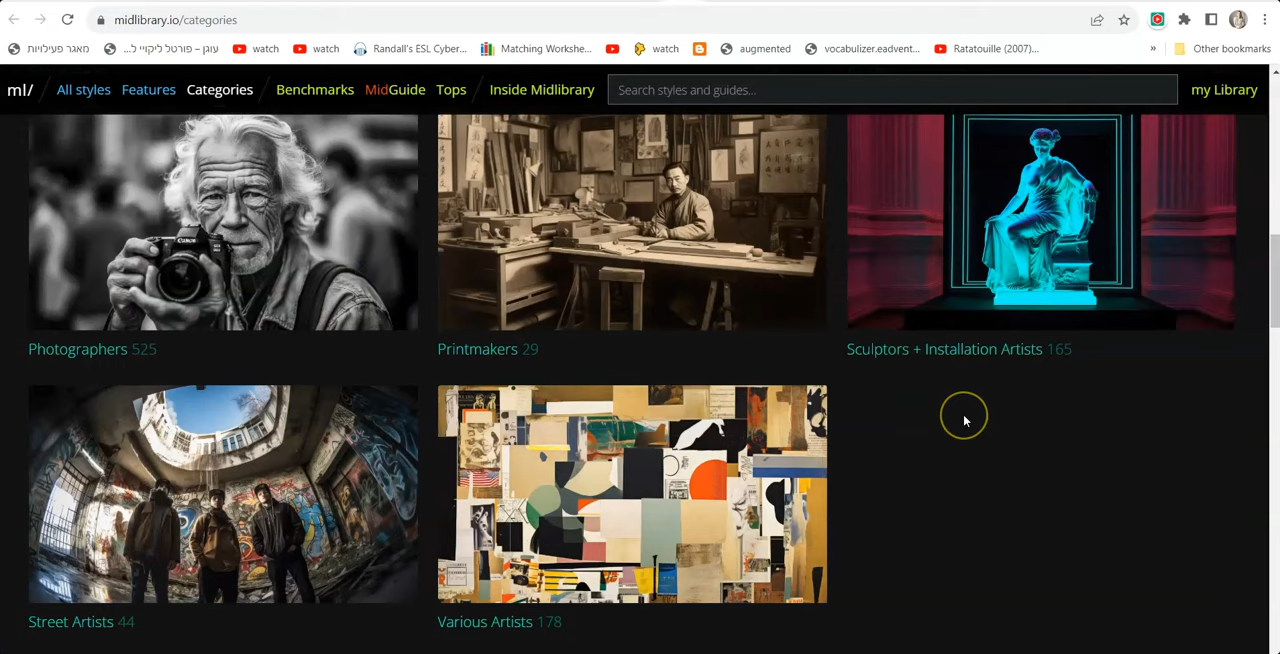 midlibrary.io/categories
מאגר פעילויות
עוגן – פורטל ליקויי ל...
watch
watch
Randall's ESL Cyber...
Matching Workshe...
watch
augmented
vocabulizer.eadvent...
Ratatouille (2007)...
»
Other bookmarks
ml/ All styles Features Categories Benchmarks MidGuide Tops Inside Midlibrary Search styles and guides... my Library
Canon
Photographers 525
Printmakers 29
Sculptors + Installation Artists 165
Street Artists 44
Various Artists 178